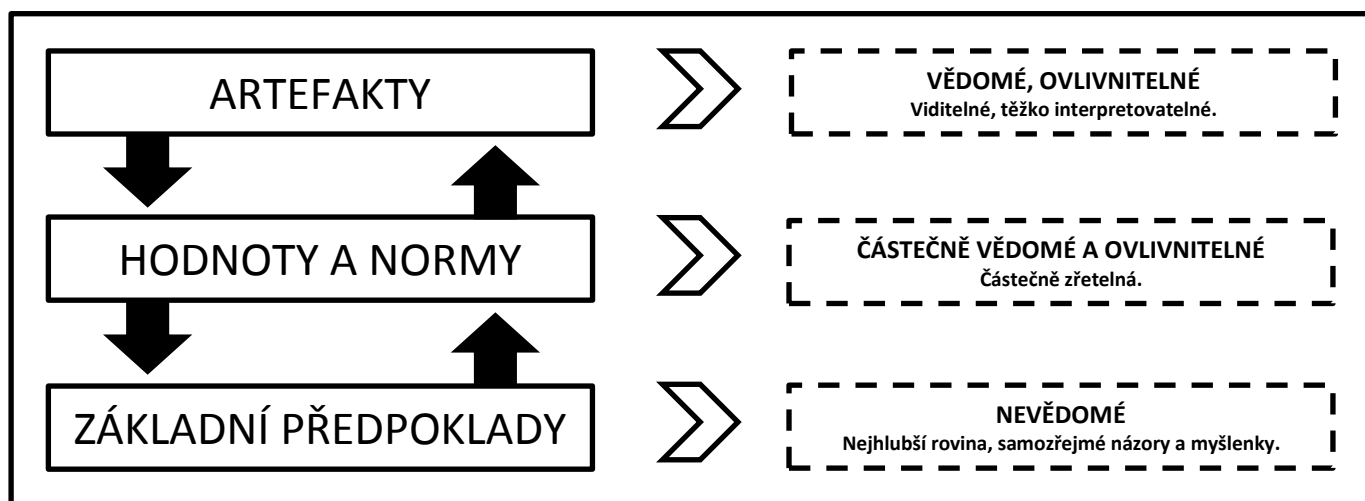 ARTEFAKTY
VĚDOMÉ, OVLIVNITELNÉ
Viditelné, těžko interpretovatelné.
HODNOTY A NORMY
ČÁSTEČNĚ VĚDOMÉ A OVLIVNITELNÉ
Částečně zřetelná.
ZÁKLADNÍ PŘEDPOKLADY
NEVĚDOMÉ
Nejhlubší rovina, samozřejmé názory a myšlenky.